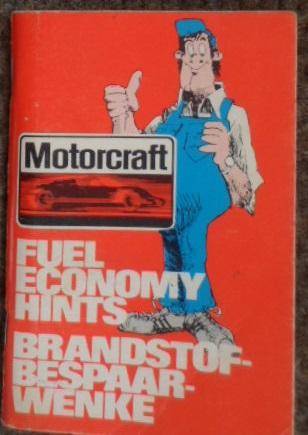 Motorcraft
FUEL
ECONOMY
HINTS
BRANDSTOF-
BESPAAR-
WENKE